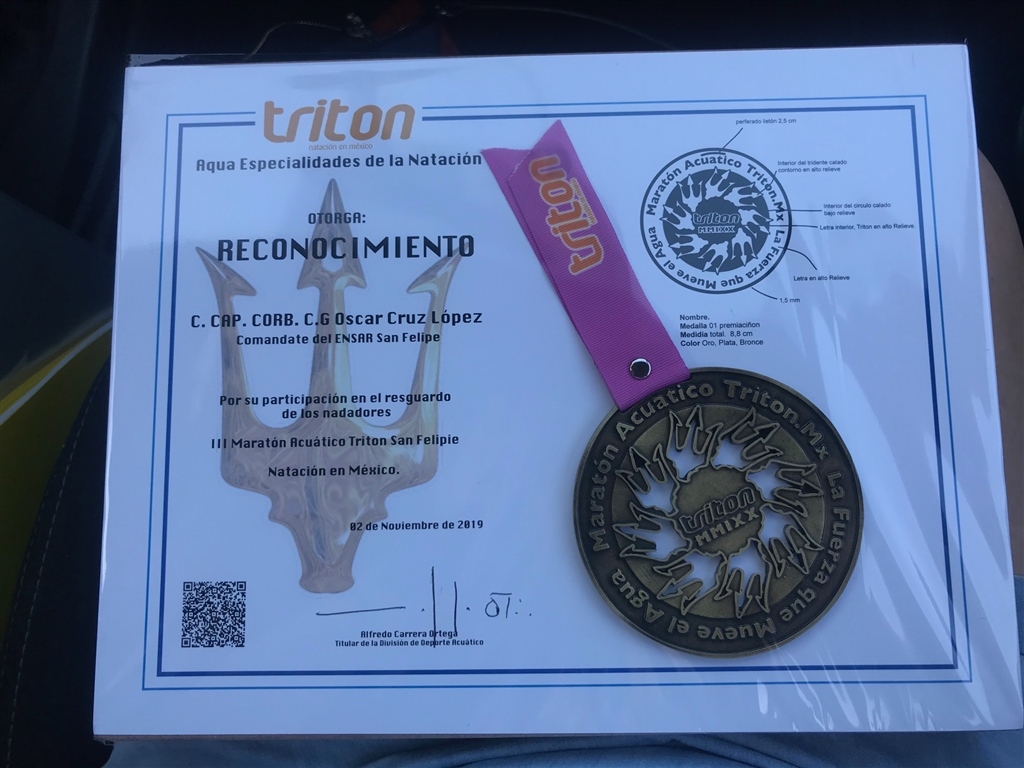 triton
natación en méxico
Aqua Especialidades de la Natación
OTORGA:
RECONOCIMIENTO
C. CAP. CORB. C.G Oscar Cruz López
Comandate del ENSAR San Felipe
Por su participación en el resguardo
de los nadadores
III Maratón Acuático Triton San Felipie
Natación en México.
02 de Noviembre de 2019
Alfredo Carrera Ortega
Titular de la División de Deporte Acuático
triton
perforado listón 2,5 cm
Interior del tridente calado
contorno en alto relieve
Interior del circulo calado
bajo relieve
Letra interior, Triton en alto Relieve
Letra en alto Relieve
1,5 mm
Maratón Acuatico Triton.Mx La Fuerza que Mueve el Agua
triton
MMIXX
Nombre.
Medalla 01 premiaciñon
Medidia total. 8,8 cm
Color Oro, Plata, Bronce
Maratón Acuatico Triton.Mx La Fuerza que Mueve el Agua
triton
MMIXX